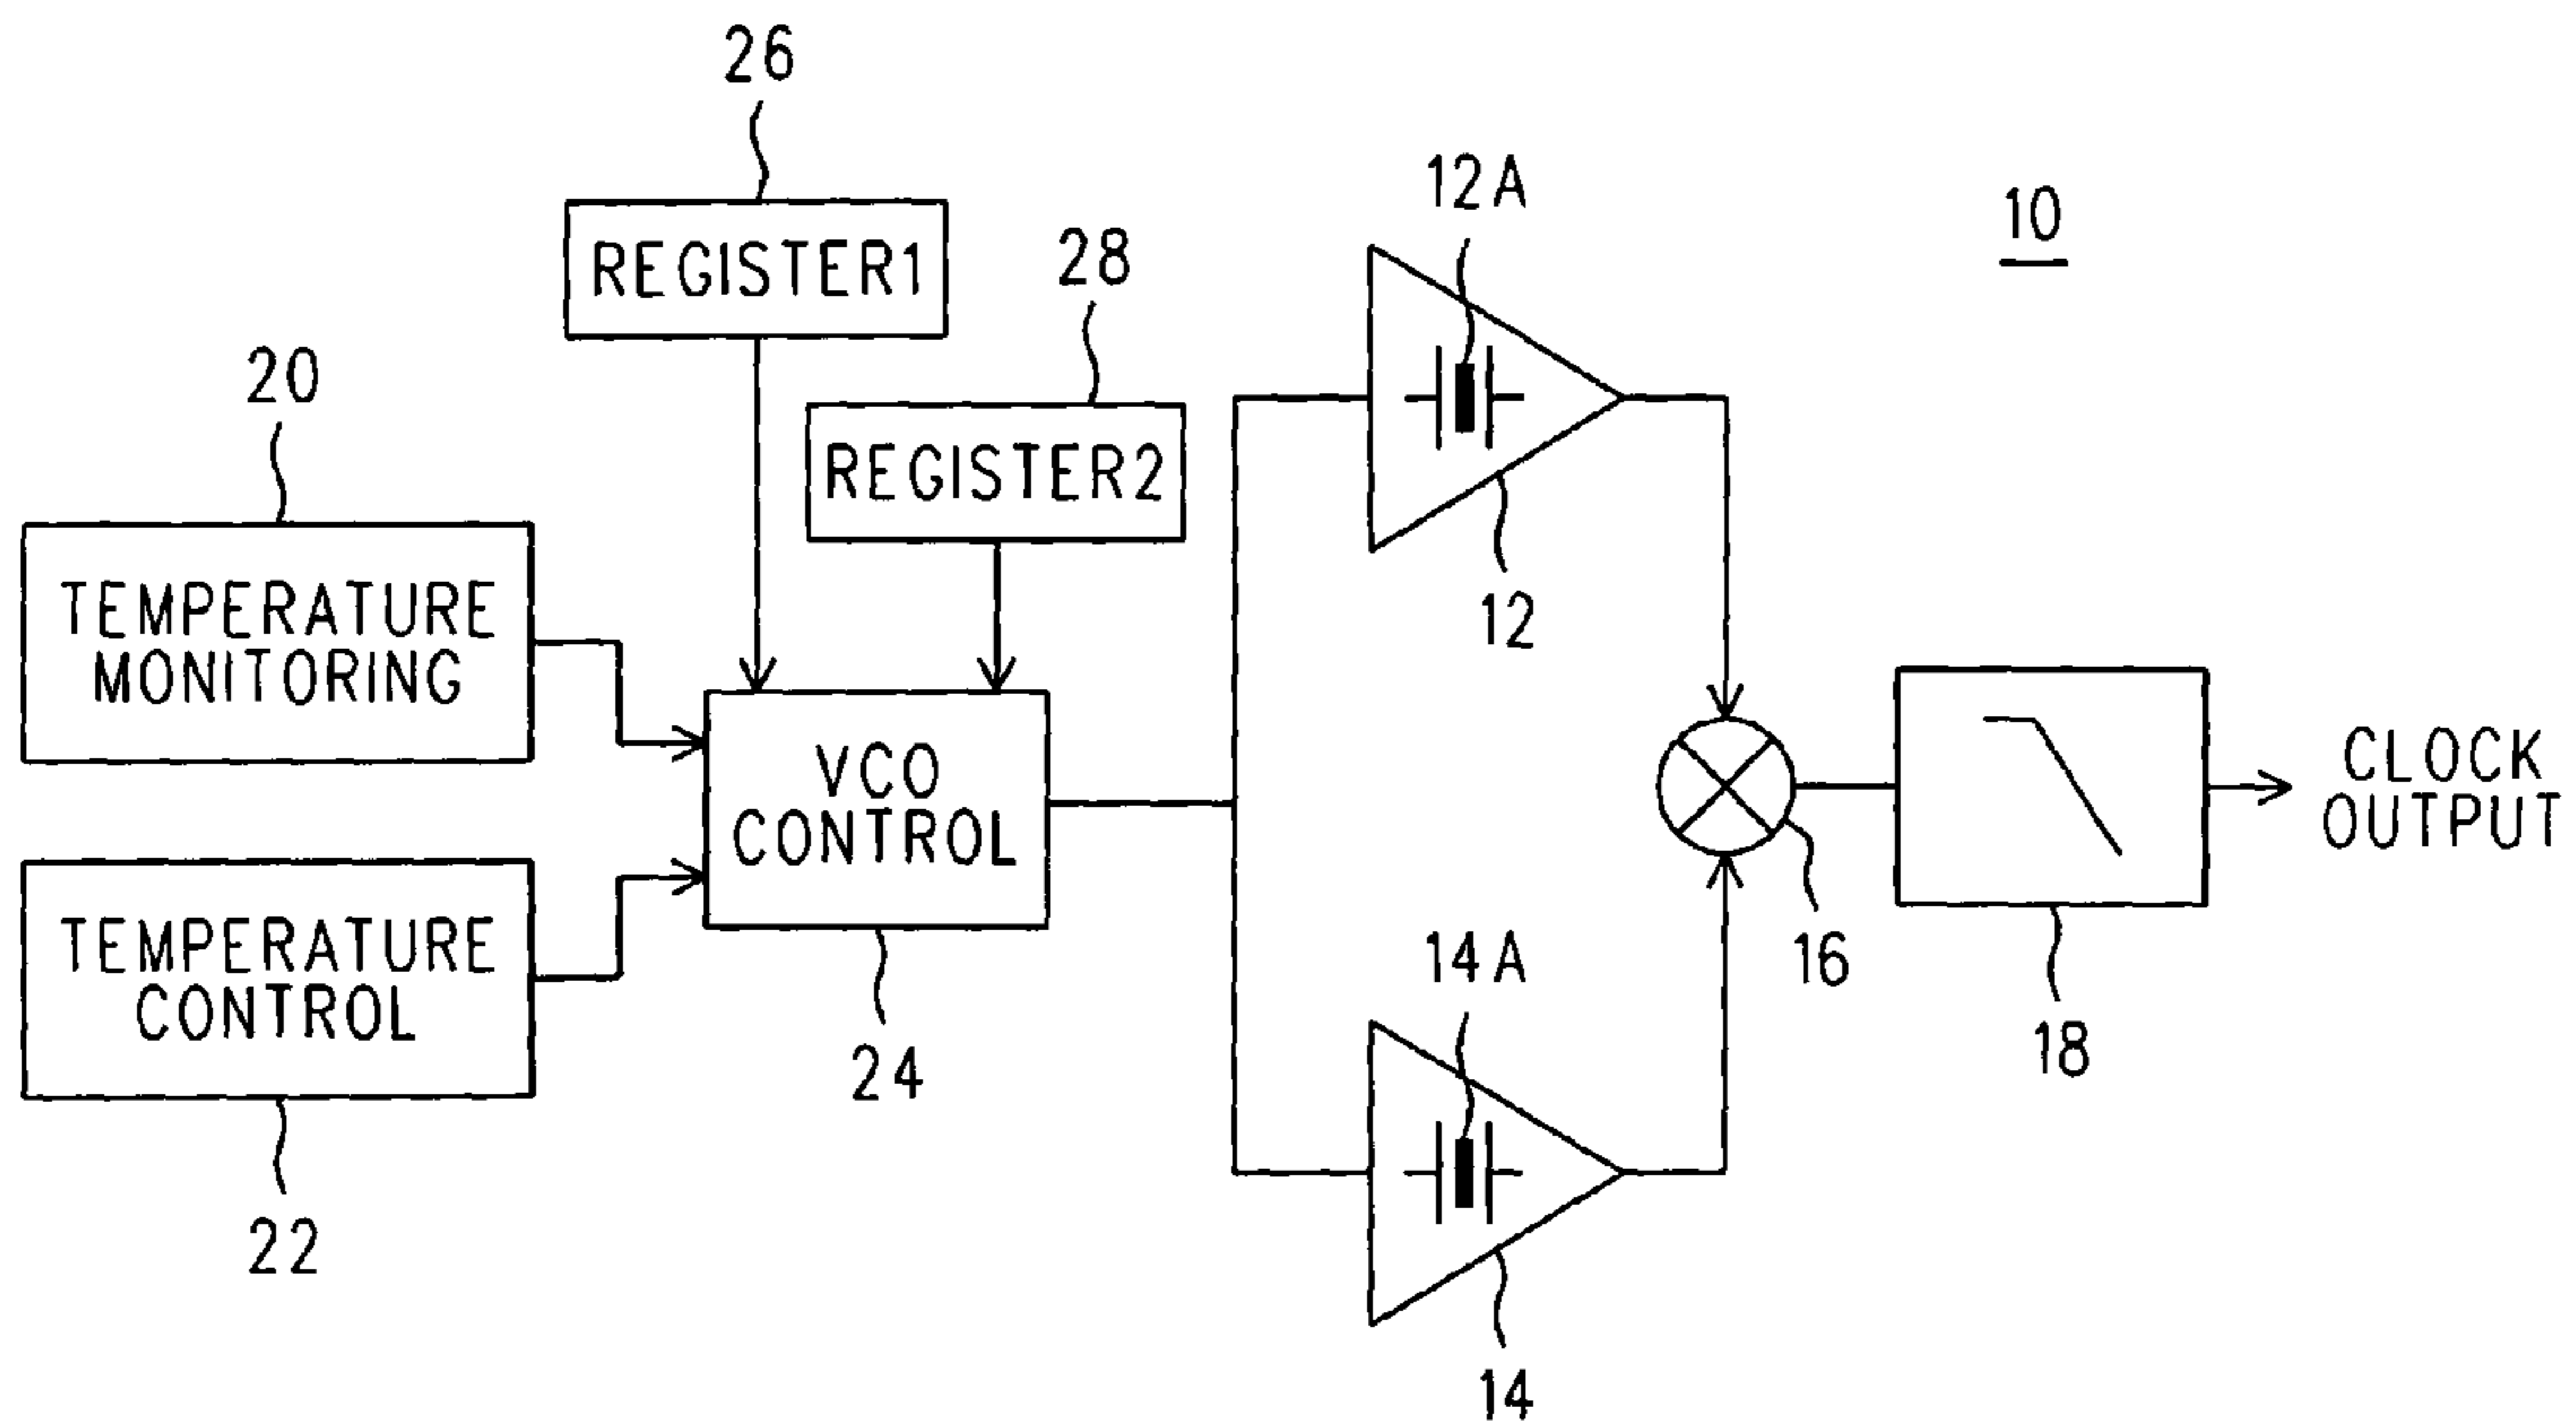 26
REGISTER1
12A
10
28
REGISTER2
20
TEMPERATURE
MONITORING
12
VCO
CONTROL
CLOCK
OUTPUT
TEMPERATURE
CONTROL
14A
16
24
18
22
14